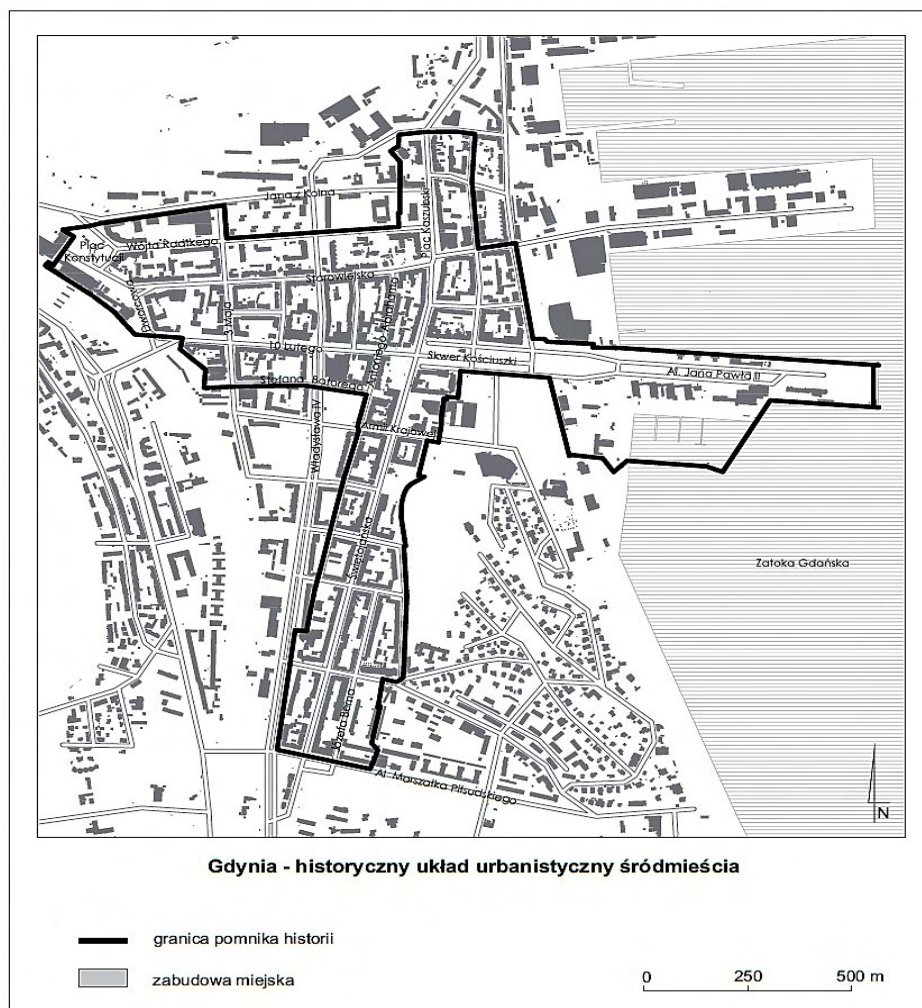 Jana z Kolna
Plac Kaszubski
Plac
Konstytucji
Wójta Radtkego
Starowiejska
Dworcowa
3 Maja
Antoniego Abrahama
10 Lutego
Skwer Kościuszki
Al. Jana Pawła II
Stefana Batorego
Władysława IV
Armii Krajowej
Świętojańska
Zatoka Gdańska
Józefa Bema
Al. Marszałka Piłsudskiego
N
Gdynia - historyczny układ urbanistyczny śródmieścia
granica pomnika historii
zabudowa miejska
0 250 500 m